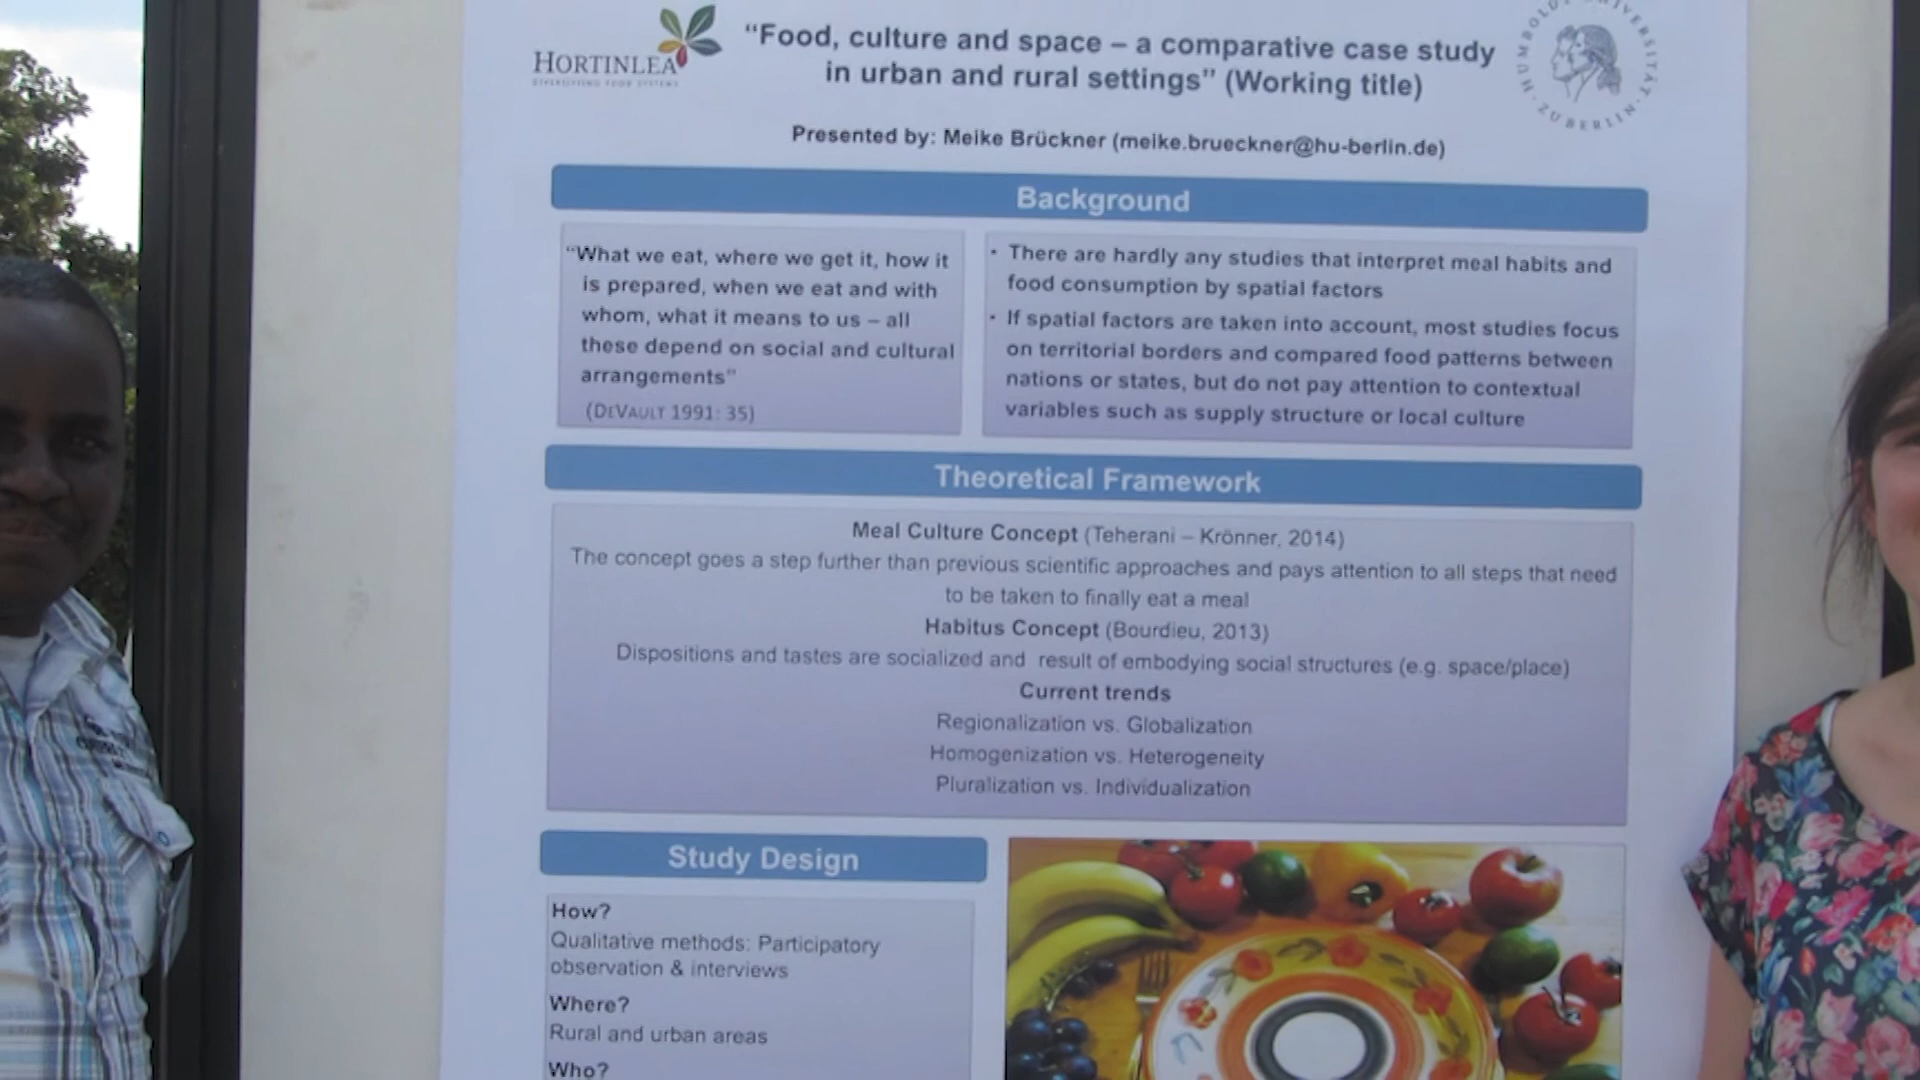 HORTINLEA
DIVERSIFYING FOOD SYSTEMS
“Food, culture and space – a comparative case study
in urban and rural settings” (Working title)
HUMBOLDT-UNIVERSITÄT · ZU BERLIN ·
Presented by: Meike Brückner (meike.brueckner@hu-berlin.de)
Background
“What we eat, where we get it, how it
is prepared, when we eat and with
whom, what it means to us – all
these depend on social and cultural
arrangements”
(DEVAULT 1991: 35)
• There are hardly any studies that interpret meal habits and
food consumption by spatial factors
• If spatial factors are taken into account, most studies focus
on territorial borders and compared food patterns between
nations or states, but do not pay attention to contextual
variables such as supply structure or local culture
Theoretical Framework
Meal Culture Concept (Teherani – Krönner, 2014)
The concept goes a step further than previous scientific approaches and pays attention to all steps that need
to be taken to finally eat a meal
Habitus Concept (Bourdieu, 2013)
Dispositions and tastes are socialized and result of embodying social structures (e.g. space/place)
Current trends
Regionalization vs. Globalization
Homogenization vs. Heterogeneity
Pluralization vs. Individualization
Study Design
How?
Qualitative methods: Participatory
observation & interviews
Where?
Rural and urban areas
Who?